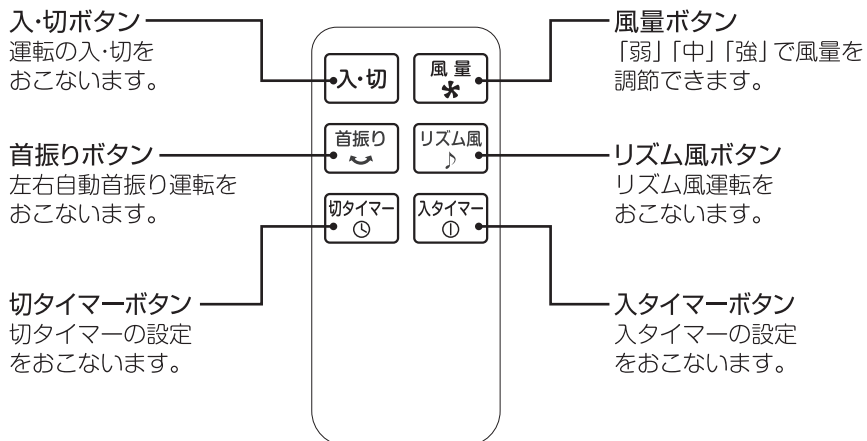 入・切ボタン
運転の入・切を
おこないます。
首振りボタン
左右自動首振り運転を
おこないます。
切タイマーボタン
切タイマーの設定
をおこないます。
入・切
風量
首振り
リズム風
切タイマー
入タイマー
風量ボタン
「弱」「中」「強」で風量を
調節できます。
リズム風ボタン
リズム風運転を
おこないます。
入タイマーボタン
入タイマーの設定
をおこないます。